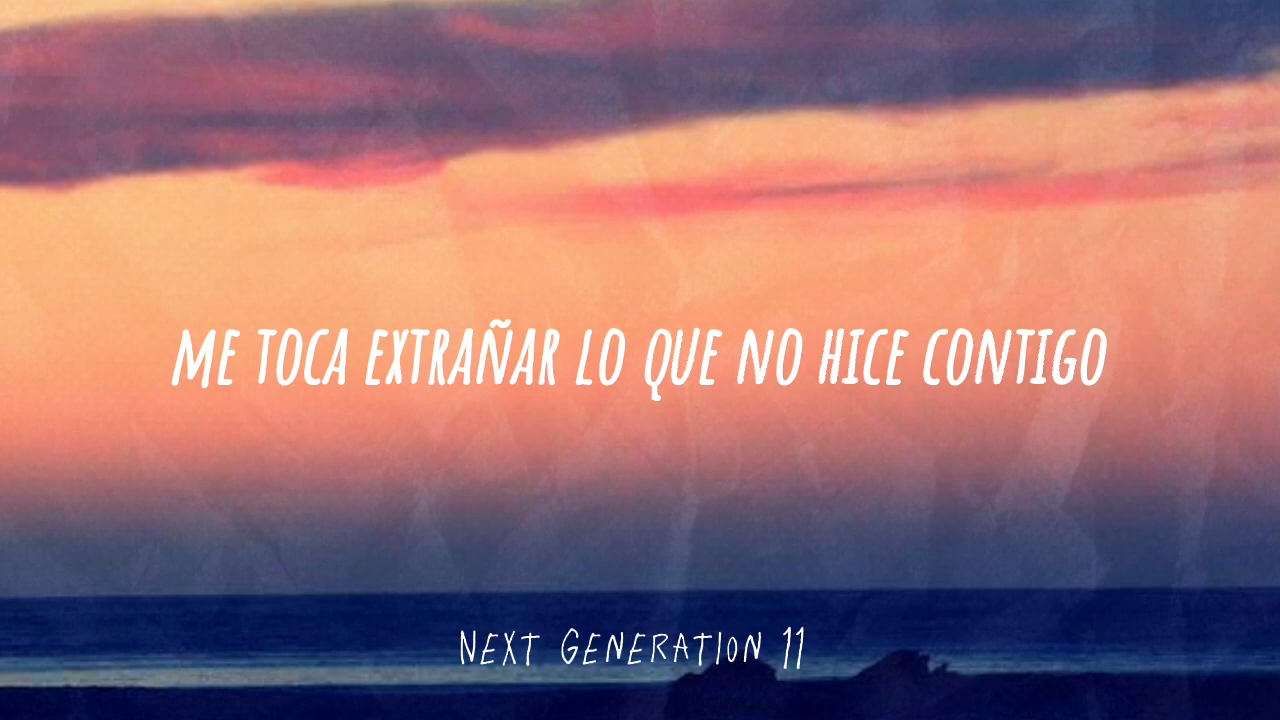 ME TOCA EXTRAÑAR LO QUE NO HICE CONTIGO
NEXT GENERATION 11